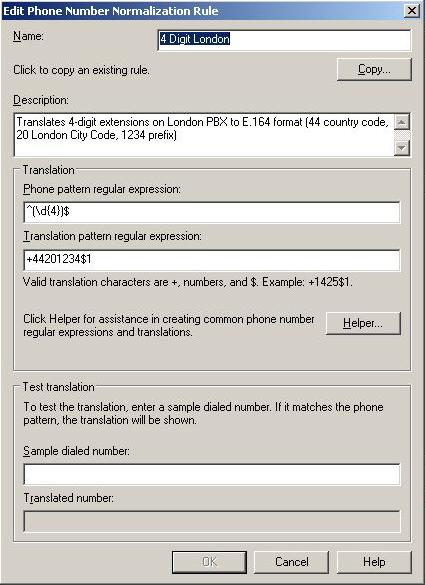 Edit Phone Number Normalization Rule
Name:
4 Digit London
Click to copy an existing rule.
Copy...
Description:
Translates 4-digit extensions on London PBX to E.164 format (44 country code,
20 London City Code, 1234 prefix)
Translation
Phone pattern regular expression:
^(\d{4})$
Translation pattern regular expression:
+44201234$1
Valid translation characters are +, numbers, and $. Example: +1425$1.
Click Helper for assistance in creating common phone number
regular expressions and translations.
Helper...
Test translation
To test the translation, enter a sample dialed number. If it matches the phone
pattern, the translation will be shown.
Sample dialed number:
Translated number:
OK
Cancel
Help